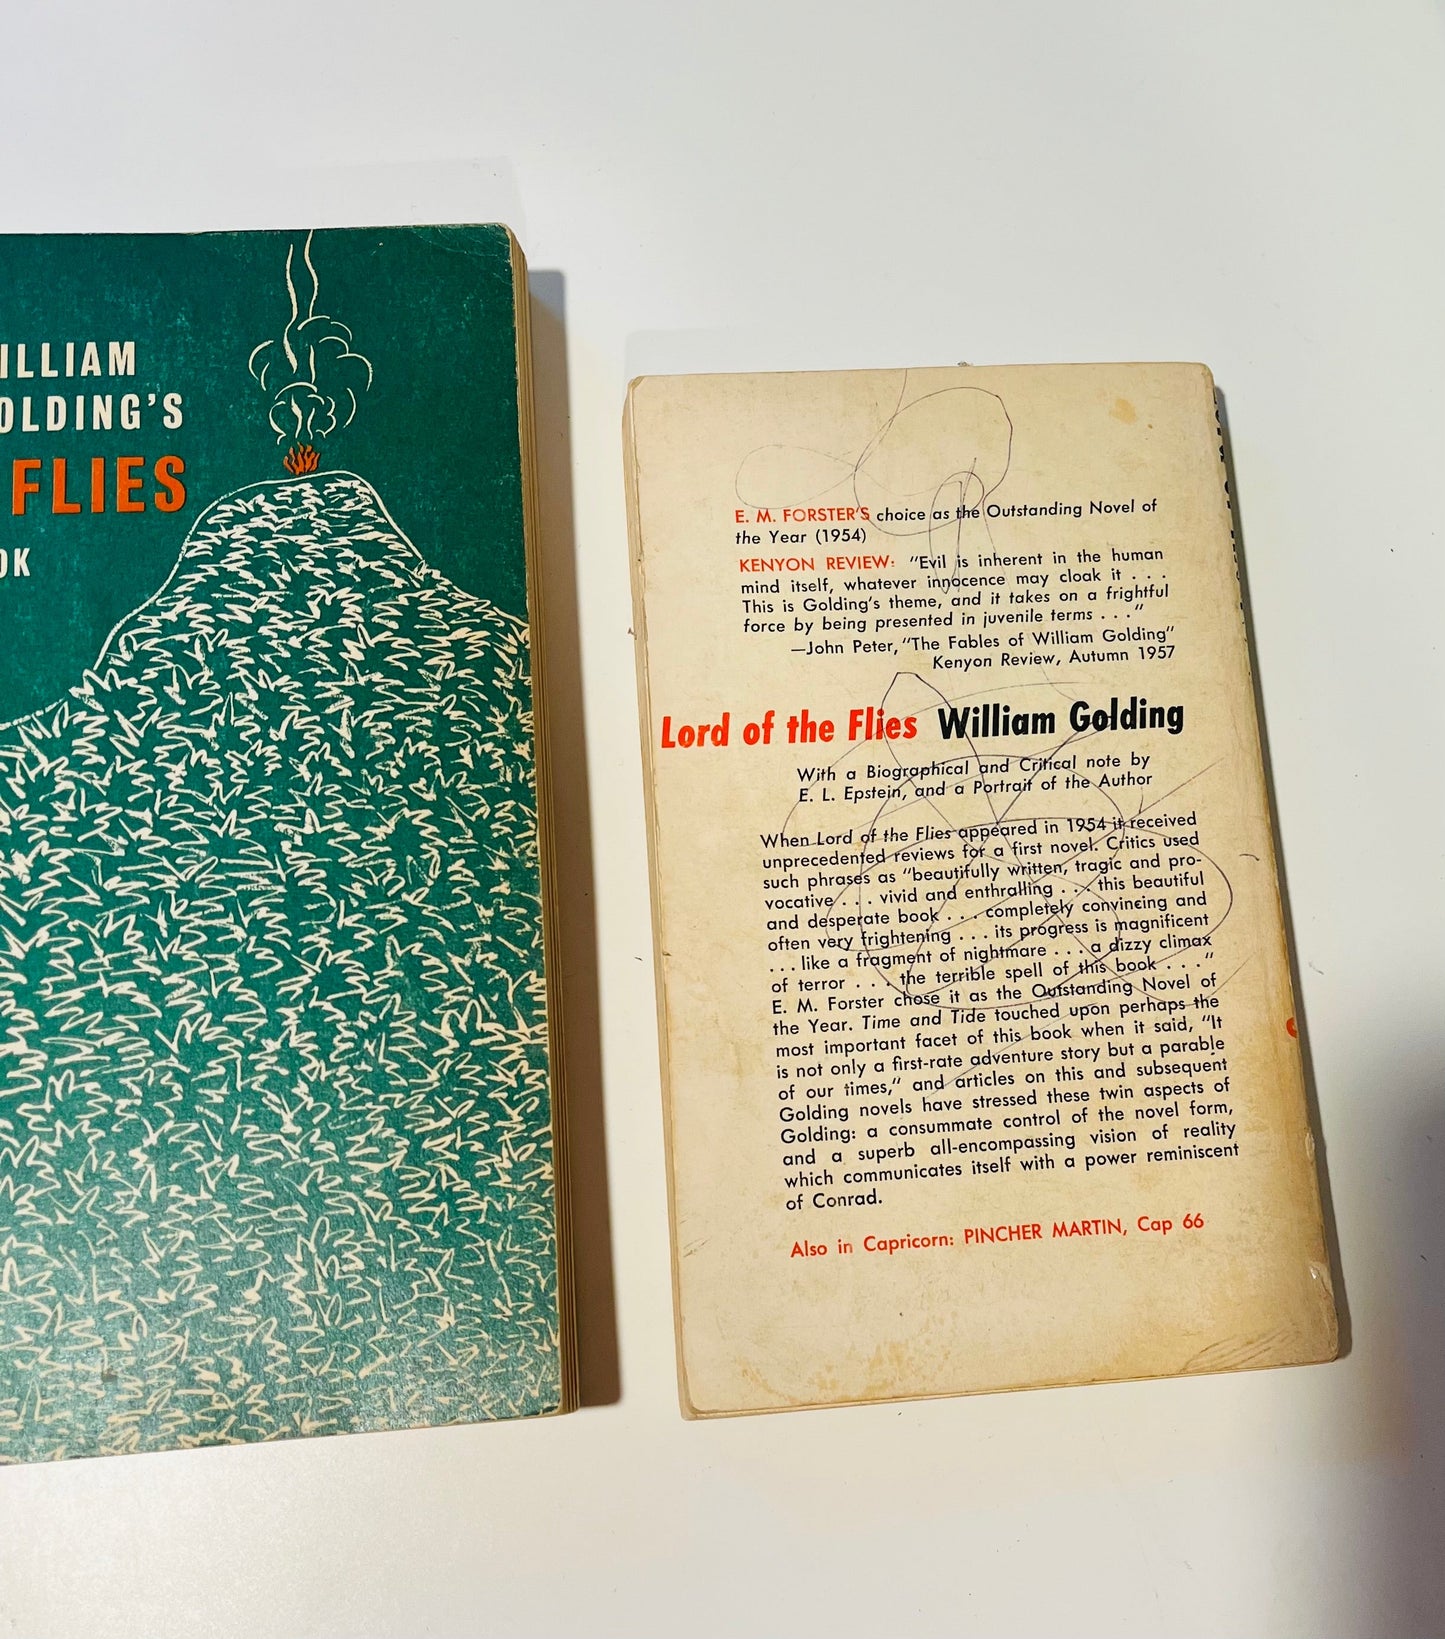 ILLIAM
OLDING'S
FLIES
OK
E. M. FORSTER'S choice as the Outstanding Novel of
the Year (1954)
KENYON REVIEW: "Evil is inherent in the human
mind itself, whatever innocence may cloak it . . .
This is Golding's theme, and it takes on a frightful
force by being presented in juvenile terms . . ."
—John Peter, "The Fables of William Golding"
Kenyon Review, Autumn 1957
Lord of the Flies William Golding
With a Biographical and Critical note by
E. L. Epstein, and a Portrait of the Author
When Lord of the Flies appeared in 1954 it received
unprecedented reviews for a first novel. Critics used
such phrases as "beautifully written, tragic and pro-
vocative . . . vivid and enthralling . . . this beautiful
and desperate book . . . completely convincing and
often very frightening . . . its progress is magnificent
. . . like a fragment of nightmare . . . a dizzy climax
of terror . . . the terrible spell of this book . . ."
E. M. Forster chose it as the Outstanding Novel of
the Year. Time and Tide touched upon perhaps the
most important facet of this book when it said, "It
is not only a first-rate adventure story but a parable
of our times," and articles on this and subsequent
Golding novels have stressed these twin aspects of
Golding: a consummate control of the novel form,
and a superb all-encompassing vision of reality
which communicates itself with a power reminiscent
of Conrad.
Also in Capricorn: PINCHER MARTIN, Cap 66